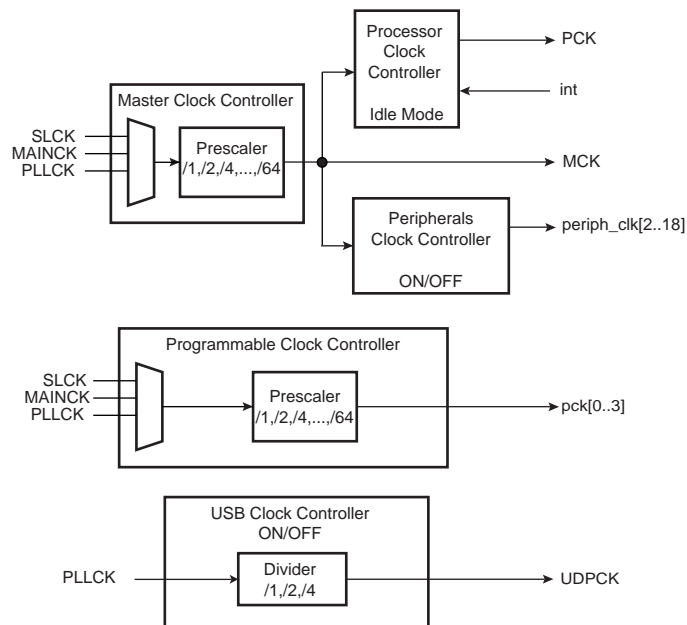 Processor
Clock
Controller
Idle Mode
PCK
int
Master Clock Controller
SLCK
MAINCK
PLLCK
Prescaler
/1,/2,/4,...,/64
MCK
Peripherals
Clock Controller
ON/OFF
periph_clk[2..18]
Programmable Clock Controller
SLCK
MAINCK
PLLCK
Prescaler
/1,/2,/4,...,/64
pck[0..3]
USB Clock Controller
ON/OFF
PLLCK
Divider
/1,/2,/4
UDPCK